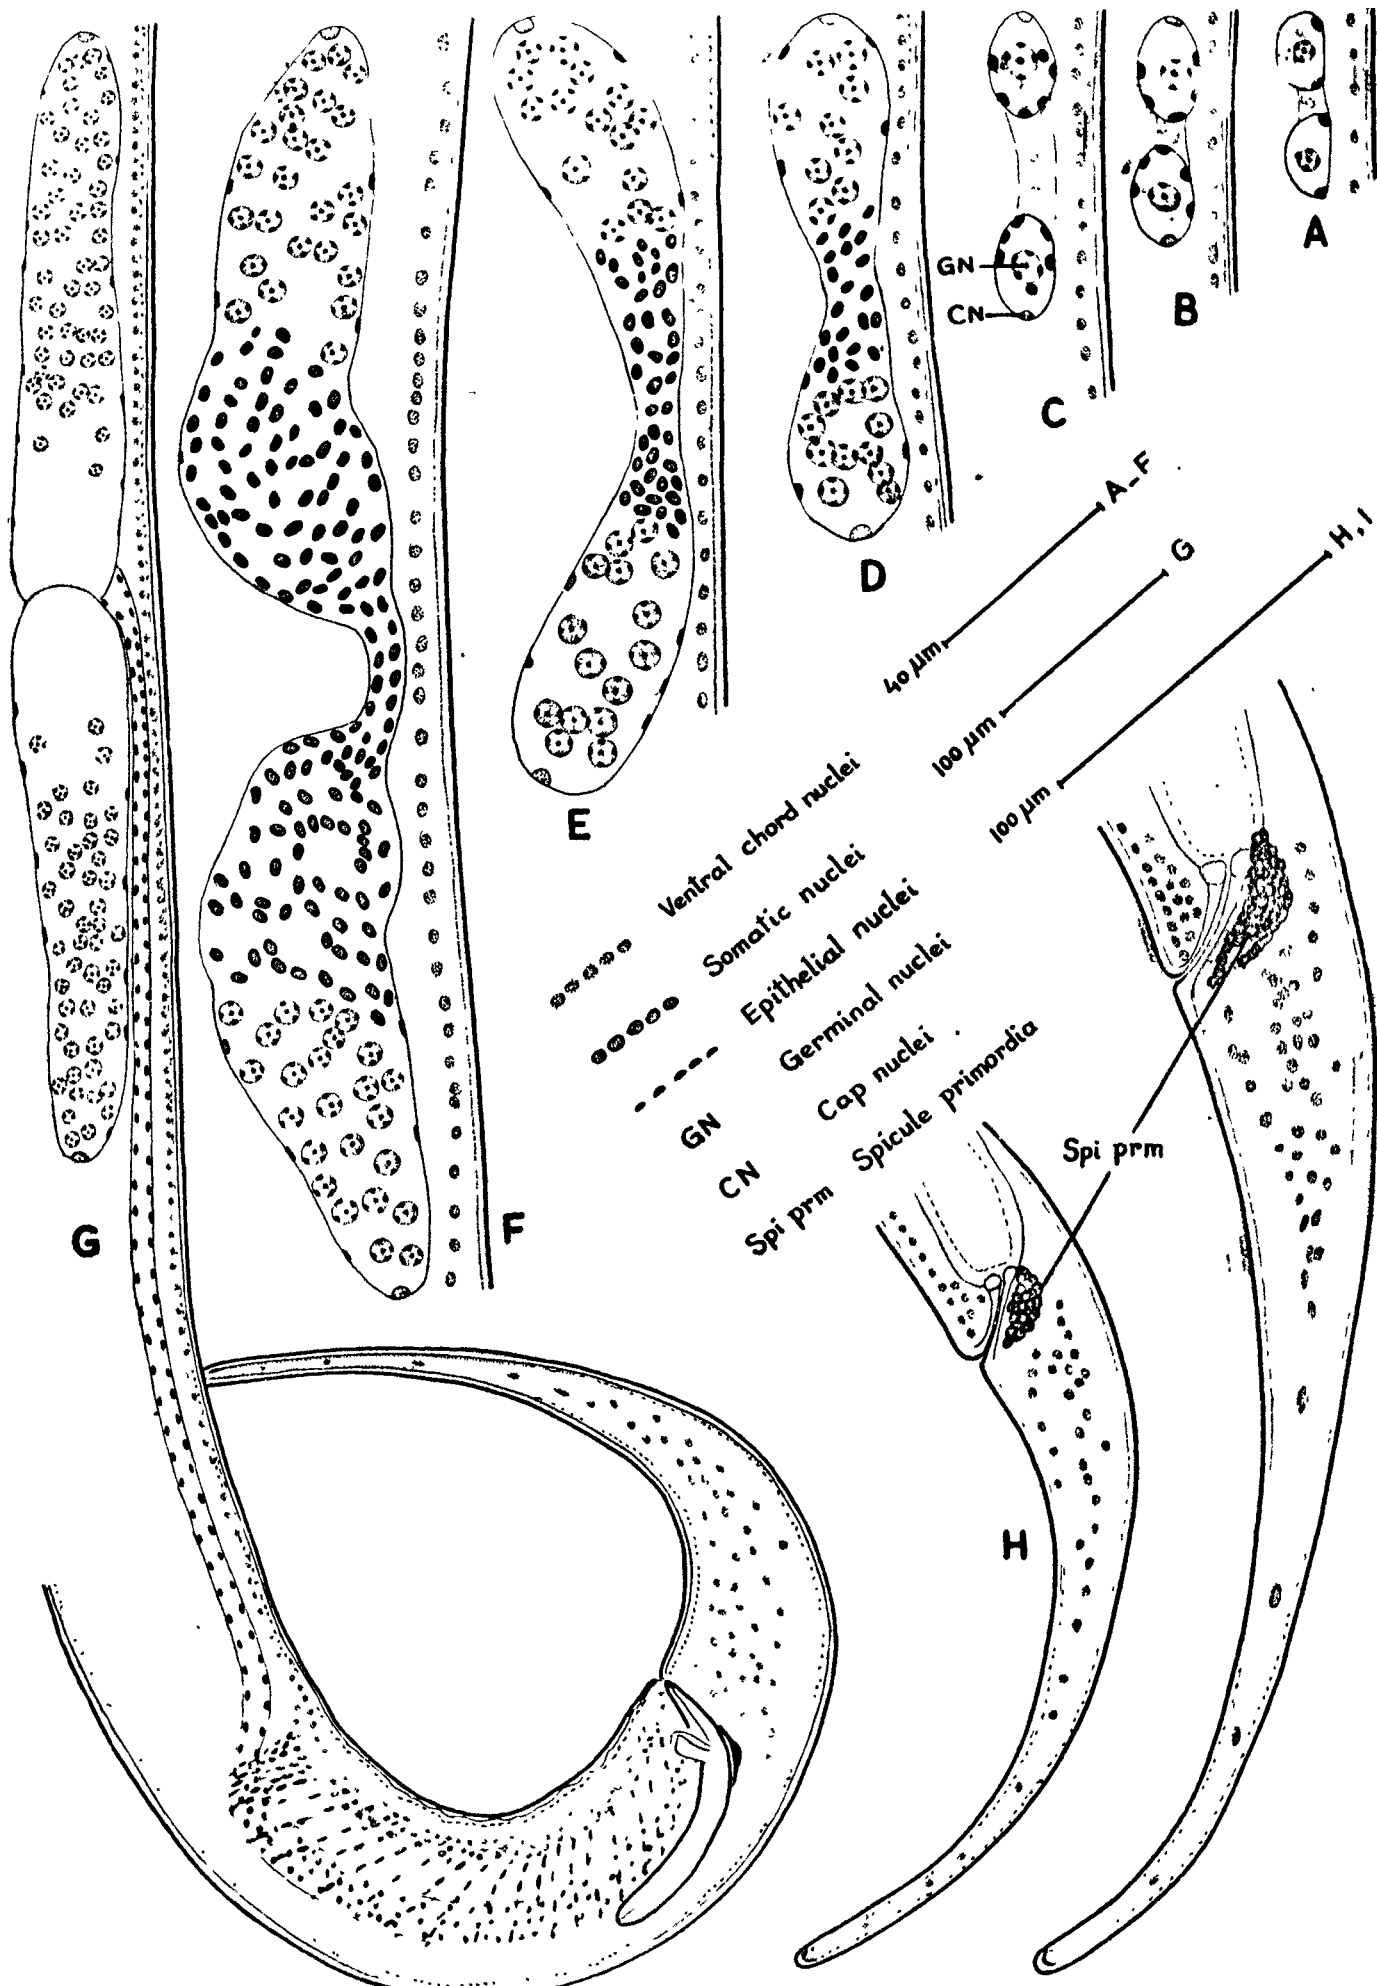 A
B
GN
CN
C
D
E
F
G
A-F
40 µm
G
100 µm
H, I
100 µm
Ventral chord nuclei
Somatic nuclei
Epithelial nuclei
GN Germinal nuclei
CN Cap nuclei
Spi prm Spicule primordia
Spi prm
H